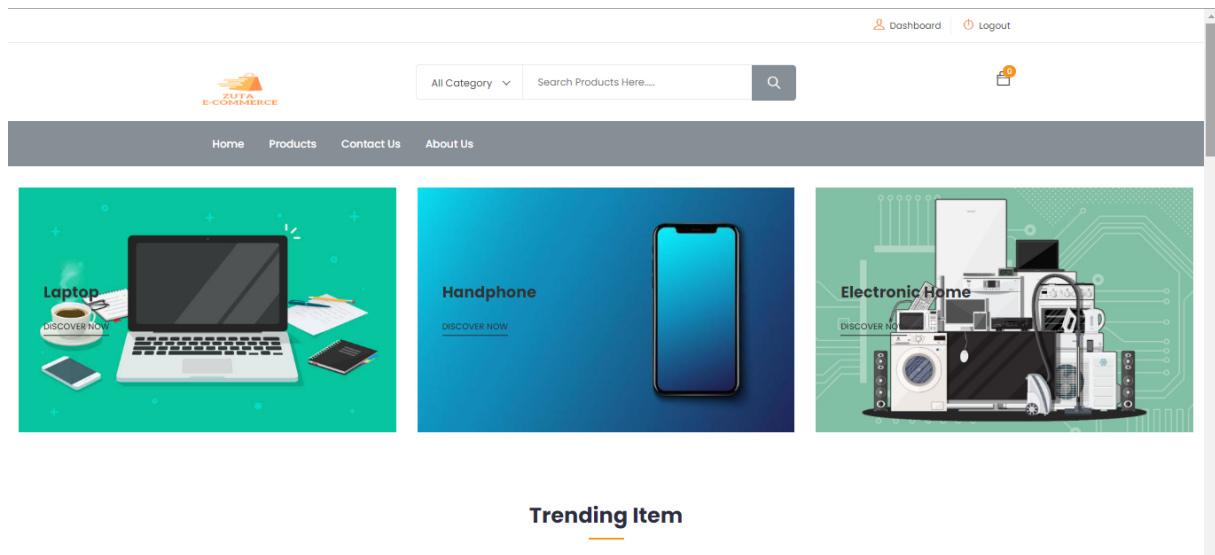 Dashboard
Logout
ZUTA
E-COMMERCE
All Category
Search Products Here.....
0
Home
Products
Contact Us
About Us
Laptop
DISCOVER NOW
Handphone
DISCOVER NOW
Electronic Home
DISCOVER NOW
Trending Item